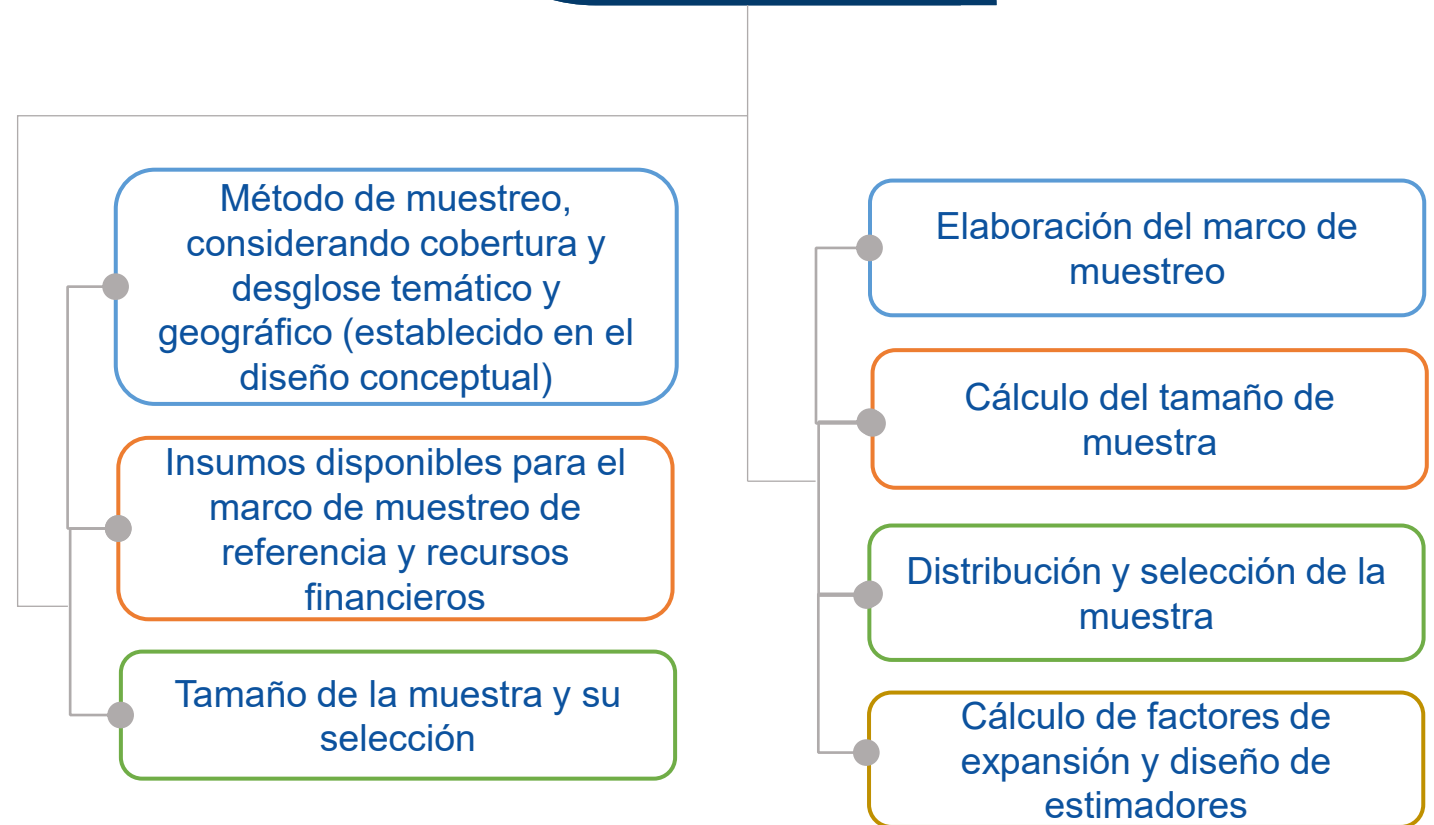 Método de muestreo,
considerando cobertura y
desglose temático y
geográfico (establecido en el
diseño conceptual)
Insumos disponibles para el
marco de muestreo de
referencia y recursos
financieros
Tamaño de la muestra y su
selección
Elaboración del marco de
muestreo
Cálculo del tamaño de
muestra
Distribución y selección de la
muestra
Cálculo de factores de
expansión y diseño de
estimadores